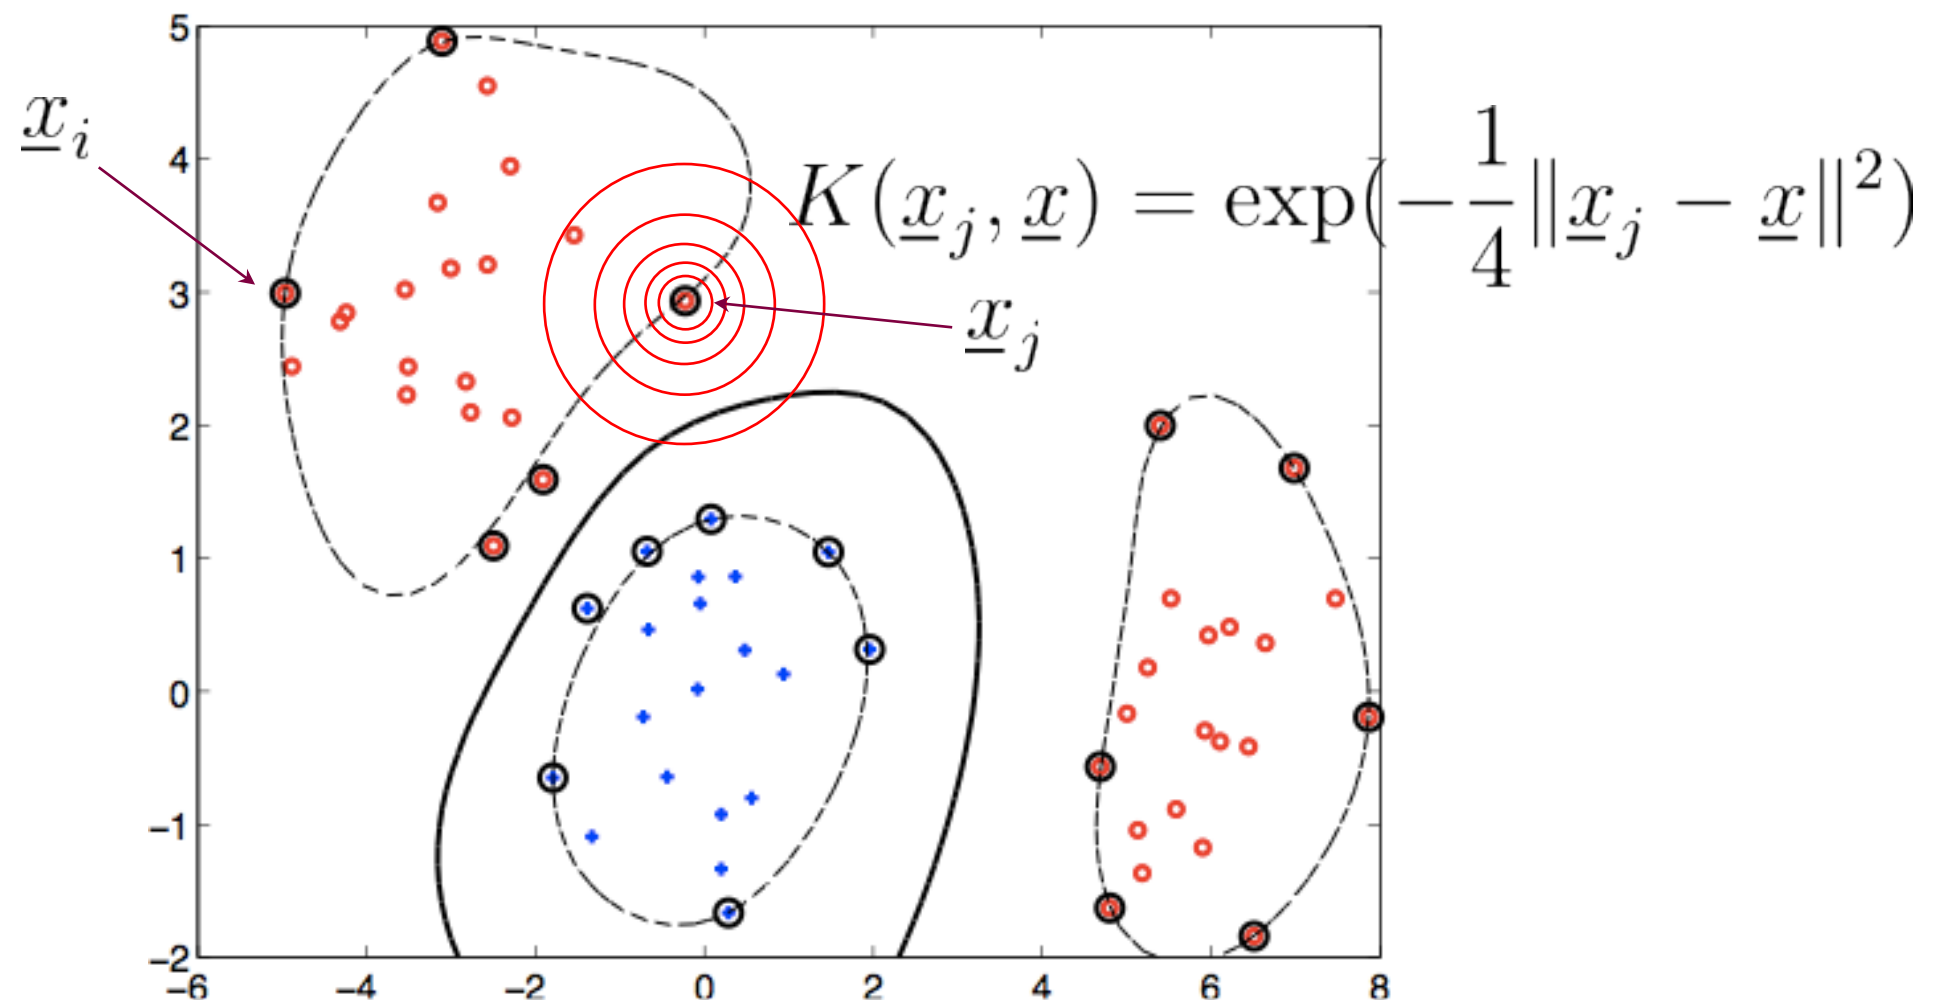 5
x_i
4
K(x_j, x) = exp(−1/4‖x_j − x‖²)
3
x_j
2
1
0
−1
−2
−6 −4 −2 0 2 4 6 8